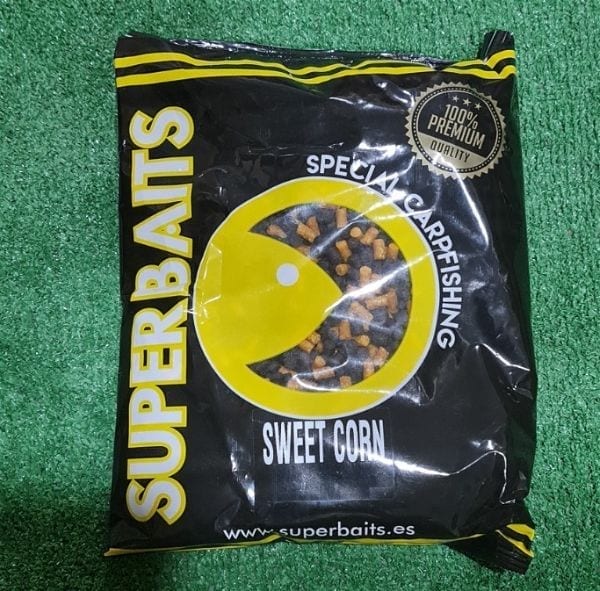 SUPERBAITS
100%
PREMIUM
QUALITY
SPECIAL CARPFISHING
SWEET CORN
www.superbaits.es